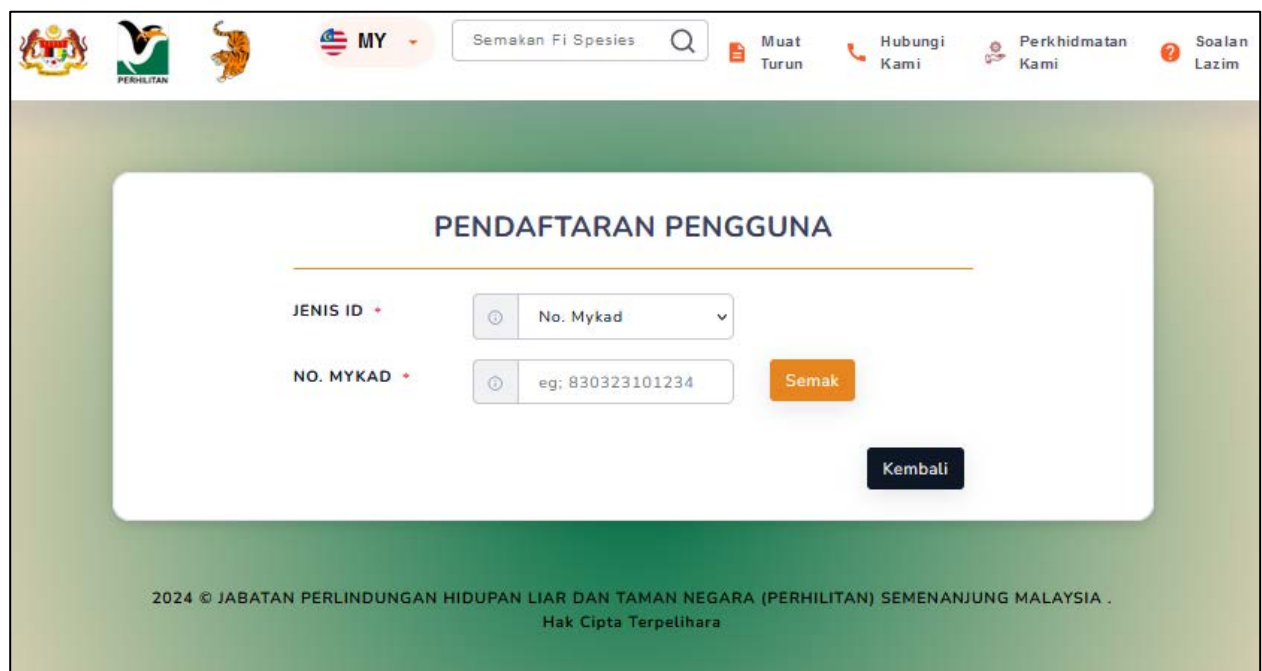 PERHILITAN
MY
Semakan Fi Spesies
Muat
Turun
Hubungi
Kami
Perkhidmatan
Kami
?
Soalan
Lazim
PENDAFTARAN PENGGUNA
JENIS ID *
No. Mykad
NO. MYKAD *
eg; 830323101234
Semak
Kembali
2024 © JABATAN PERLINDUNGAN HIDUPAN LIAR DAN TAMAN NEGARA (PERHILITAN) SEMENANJUNG MALAYSIA .
Hak Cipta Terpelihara